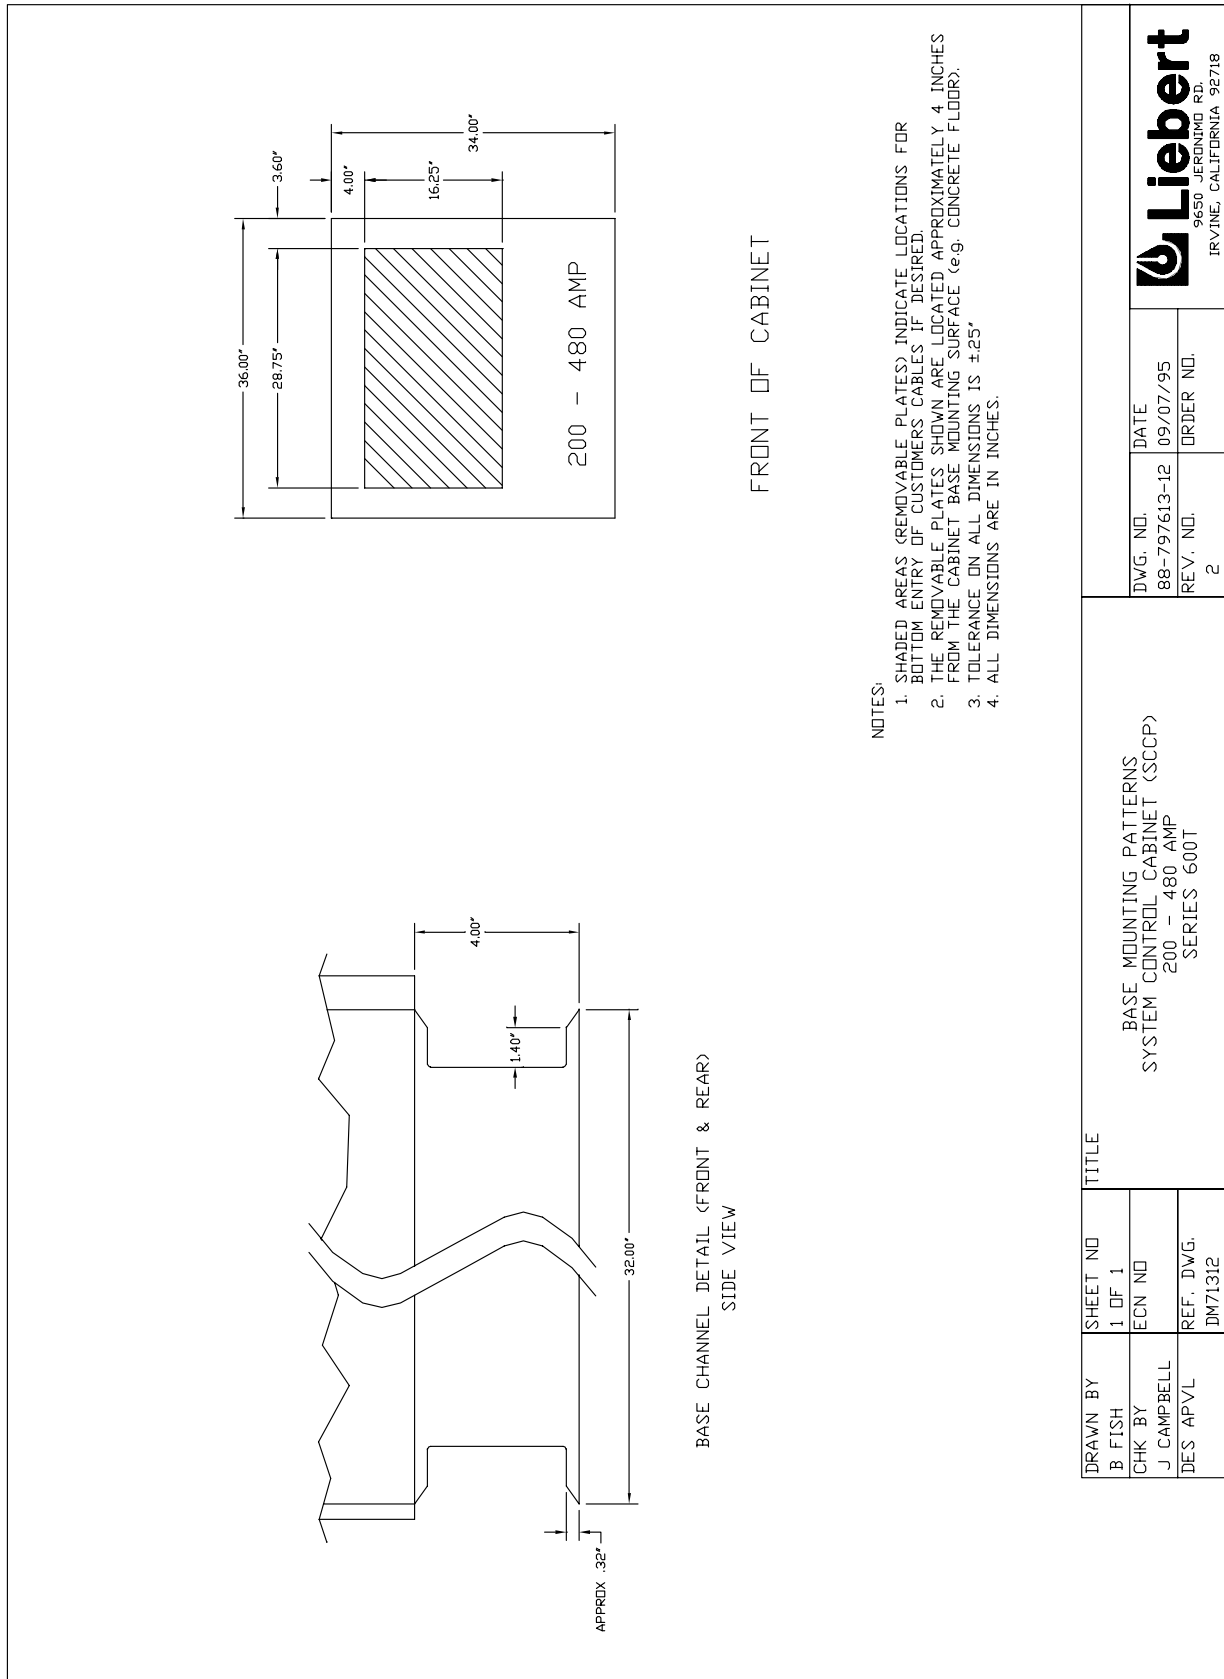 36.00"
28.75"
3.60"
4.00"
16.25"
34.00"
200 - 480 AMP
FRONT OF CABINET
4.00"
1.40"
32.00"
APPROX .32"
BASE CHANNEL DETAIL (FRONT & REAR)
SIDE VIEW
NOTES:
1. SHADED AREAS (REMOVABLE PLATES) INDICATE LOCATIONS FOR
BOTTOM ENTRY OF CUSTOMERS CABLES IF DESIRED.
2. THE REMOVABLE PLATES SHOWN ARE LOCATED APPROXIMATELY 4 INCHES
FROM THE CABINET BASE MOUNTING SURFACE (e.g. CONCRETE FLOOR).
3. TOLERANCE ON ALL DIMENSIONS IS ±.25"
4. ALL DIMENSIONS ARE IN INCHES.
DRAWN BY
B FISH
CHK BY
J CAMPBELL
DES APVL
SHEET NO
1 OF 1
ECN NO
REF. DWG.
DM71312
TITLE
BASE MOUNTING PATTERNS
SYSTEM CONTROL CABINET (SCCP)
200 - 480 AMP
SERIES 600T
DWG. NO.
88-797613-12
REV. NO.
2
DATE
09/07/95
ORDER NO.
Liebert
9650 JERONIMO RD.
IRVINE, CALIFORNIA 92718